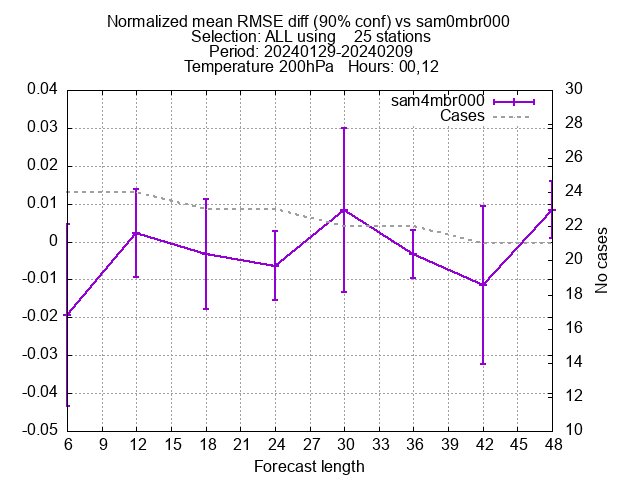 Normalized mean RMSE diff (90% conf) vs sam0mbr000
Selection: ALL using    25 stations
Period: 20240129-20240209
Temperature 200hPa   Hours: 00,12
sam4mbr000
Cases
0.04
0.03
0.02
0.01
0
-0.01
-0.02
-0.03
-0.04
-0.05
30
28
26
24
22
20
18
16
14
12
10
No cases
6 9 12 15 18 21 24 27 30 33 36 39 42 45 48
Forecast length